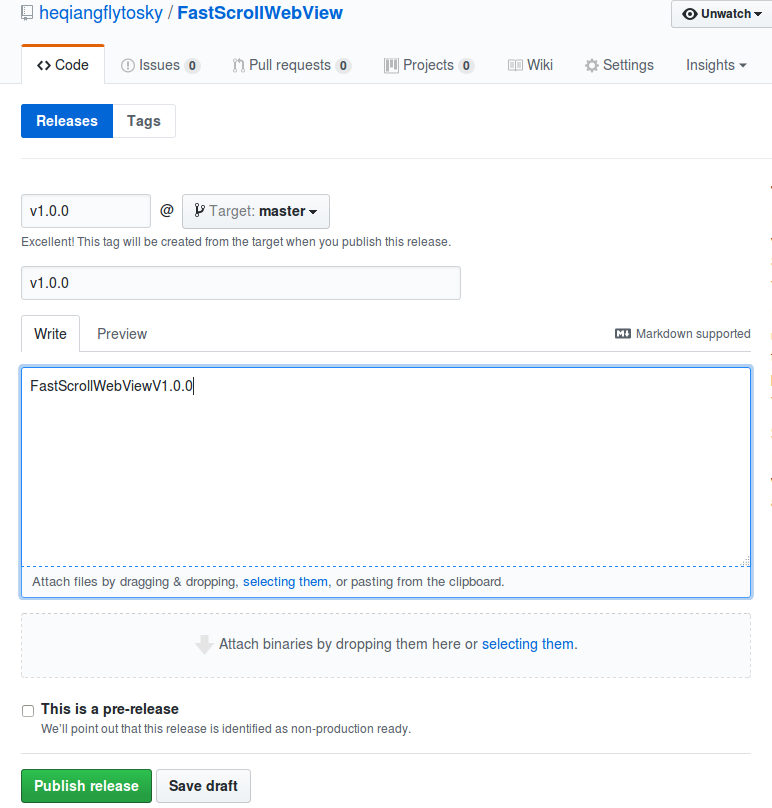 heqiangflytosky / FastScrollWebView
Unwatch
Code Issues 0 Pull requests 0 Projects 0 Wiki Settings Insights
Releases Tags
v1.0.0 @ Target: master
Excellent! This tag will be created from the target when you publish this release.
v1.0.0
Write Preview Markdown supported
FastScrollWebViewV1.0.0
Attach files by dragging & dropping, selecting them, or pasting from the clipboard.
Attach binaries by dropping them here or selecting them.
This is a pre-release
We'll point out that this release is identified as non-production ready.
Publish release Save draft